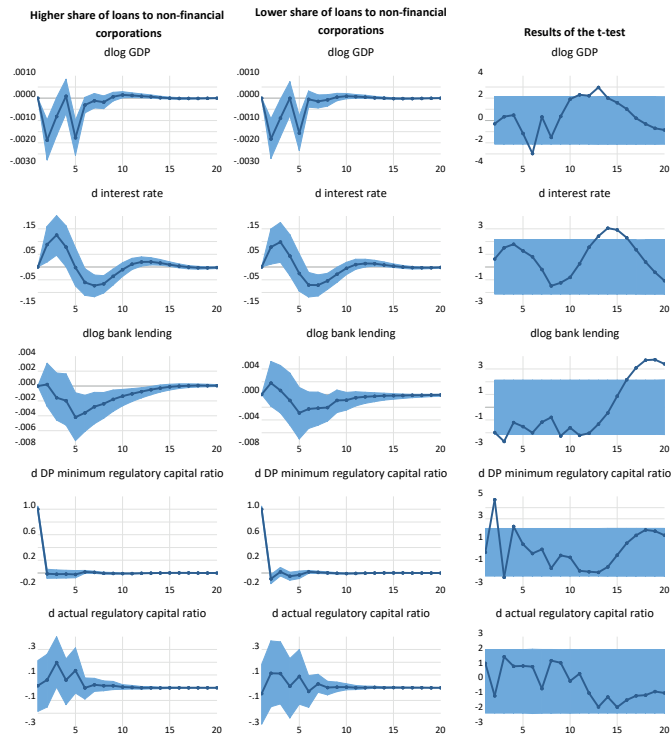 Higher share of loans to non-financial
corporations
Lower share of loans to non-financial
corporations
Results of the t-test
dlog GDP
dlog GDP
dlog GDP
.0010
.0000
-.0010
-.0020
-.0030
5 10 15 20
.0010
.0000
-.0010
-.0020
-.0030
5 10 15 20
4
2
0
-2
-4
5 10 15 20
d interest rate
d interest rate
d interest rate
.15
.05
-.05
-.15
5 10 15 20
.15
.05
-.05
-.15
5 10 15 20
3
1
-1
-3
5 10 15 20
dlog bank lending
dlog bank lending
dlog bank lending
.004
.002
.000
-.002
-.004
-.006
-.008
5 10 15 20
.004
.000
-.004
-.008
5 10 15 20
3
1
-1
-3
5 10 15 20
d DP minimum regulatory capital ratio
d DP minimum regulatory capital ratio
d DP minimum regulatory capital ratio
1.0
0.6
0.2
-0.2
5 10 15 20
1.0
0.6
0.2
-0.2
5 10 15 20
5
3
1
-1
-3
5 10 15 20
d actual regulatory capital ratio
d actual regulatory capital ratio
d actual regulatory capital ratio
.3
.1
-.1
-.3
5 10 15 20
.3
.1
-.1
-.3
5 10 15 20
3
2
1
0
-1
-2
5 10 15 20